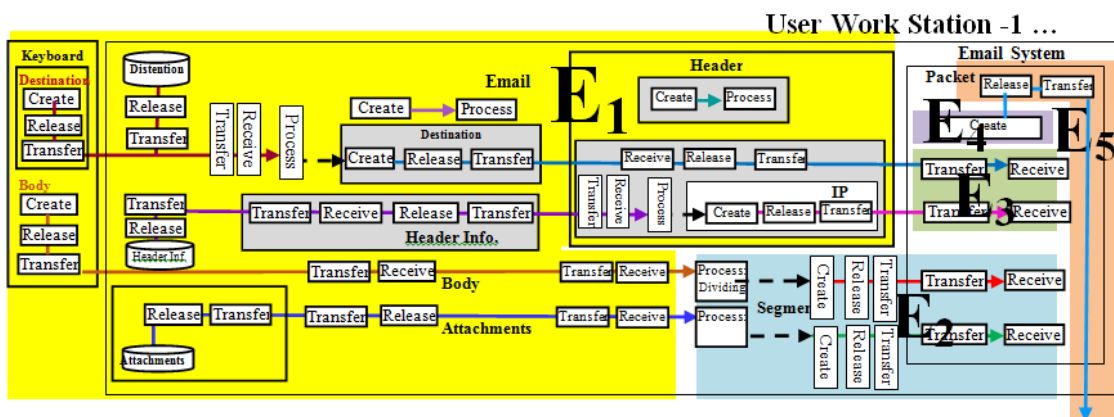 User Work Station -1 …
Keyboard
Destination
Create
Release
Transfer
Body
Create
Release
Transfer
Distention
Release
Transfer
Transfer
Receive
Process
Email
Create Process
Destination
Create Release Transfer
E1
Header
Create Process
Receive Release Transfer
Transfer
Receive
Process
IP
Create Release Transfer
Transfer
Release
Header Inf.
Transfer Receive Release Transfer
Header Info.
Transfer Receive Transfer Receive
Body
Release Transfer
Attachments
Transfer Release Transfer Receive
Attachments
Process:
Dividing
Process:
Create
Release
Transfer
Create
Release
Transfer
Email System
Packet
Release Transfer
Create
E4
E5
Transfer Receive
E3
Transfer Receive
Transfer Receive
E2
Transfer Receive